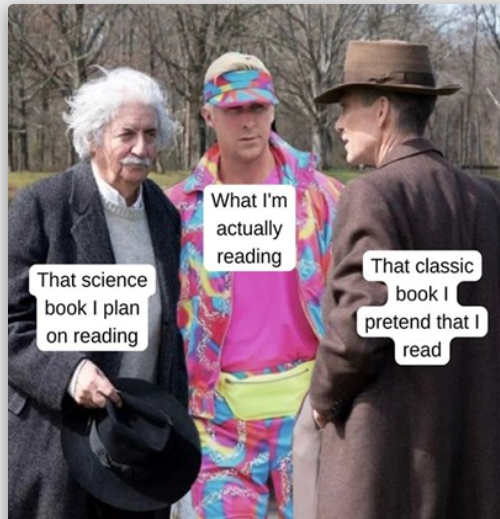 That science
book I plan
on reading
What I'm
actually
reading
That classic
book I
pretend that I
read